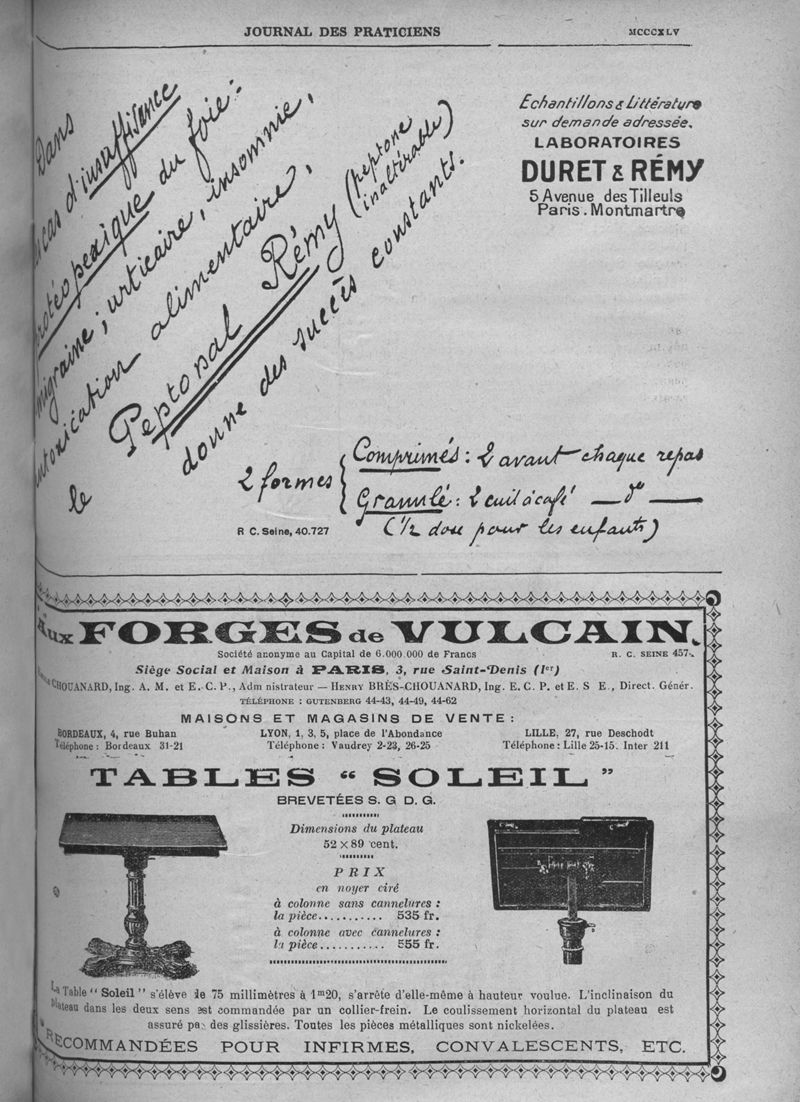 JOURNAL DES PRATICIENS
MCCCXLV
Dans
cas d'insuffisance
protéopexique du foie :
migraine ; urticaire, insomnie,
intoxication alimentaire,
le Peptonal Rémy (peptone
inaltérable)
donne des succès constants.
Echantillons & Littérature
sur demande adressée,
LABORATOIRES
DURET & RÉMY
5 Avenue des Tilleuls
Paris. Montmartre
2 formes
Comprimés : 2 avant chaque repas
Granulé : 2 cuil à café — do —
(1/2 dose pour les enfants)
R C. Seine, 40.727
Aux FORGES de VULCAIN
Société anonyme au Capital de 6.000.000 de Francs
R. C. SEINE 457
Siège Social et Maison à PARIS, 3, rue Saint-Denis (Ier)
CHOUANARD, Ing. A. M. et E. C. P., Adm nistrateur — HENRY BRÈS-CHOUANARD, Ing. E. C. P. et E. S E., Direct. Génér.
TÉLÉPHONE : GUTENBERG 44-43, 44-49, 44-62
MAISONS ET MAGASINS DE VENTE :
BORDEAUX, 4, rue Buhan
Téléphone : Bordeaux 31-21
LYON, 1, 3, 5, place de l'Abondance
Téléphone : Vaudrey 2-23, 26-25
LILLE, 27, rue Deschodt
Téléphone : Lille 25-15. Inter 211
TABLES “ SOLEIL ”
BREVETÉES S. G D. G.
Dimensions du plateau
52 × 89 cent.
PRIX
en noyer ciré
à colonne sans cannelures :
la pièce........... 535 fr.
à colonne avec cannelures :
la pièce........... 555 fr.
La Table “ Soleil ” s'élève de 75 millimètres à 1m20, s'arrête d'elle-même à hauteur voulue. L'inclinaison du
plateau dans les deux sens est commandée par un collier-frein. Le coulissement horizontal du plateau est
assuré pa des glissières. Toutes les pièces métalliques sont nickelées.
RECOMMANDÉES POUR INFIRMES, CONVALESCENTS, ETC.